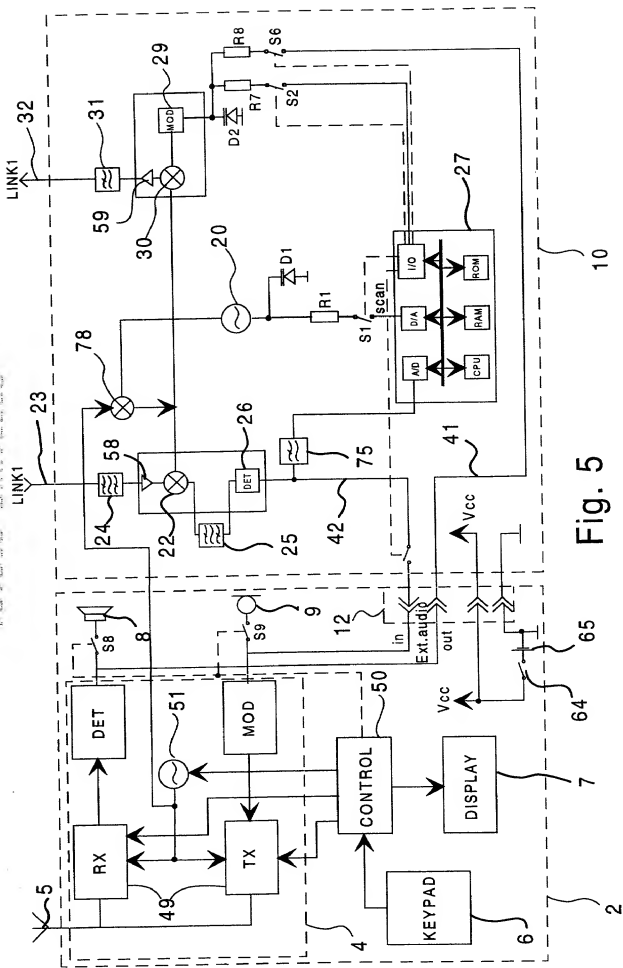 LINK1
32
31
59
30
29
MOD
R8
S6
R7
S2
D2
LINK1
23
78
20
D1
R1
S1
scan
27
I/O
D/A
A/D
ROM
RAM
CPU
10
24
58
22
25
26
DET
42
75
41
Vcc
Fig. 5
5
RX
DET
S8
8
49
51
TX
MOD
S9
9
12
in
Ext.audio
out
50
CONTROL
4
KEYPAD
6
DISPLAY
7
Vcc
64
65
2